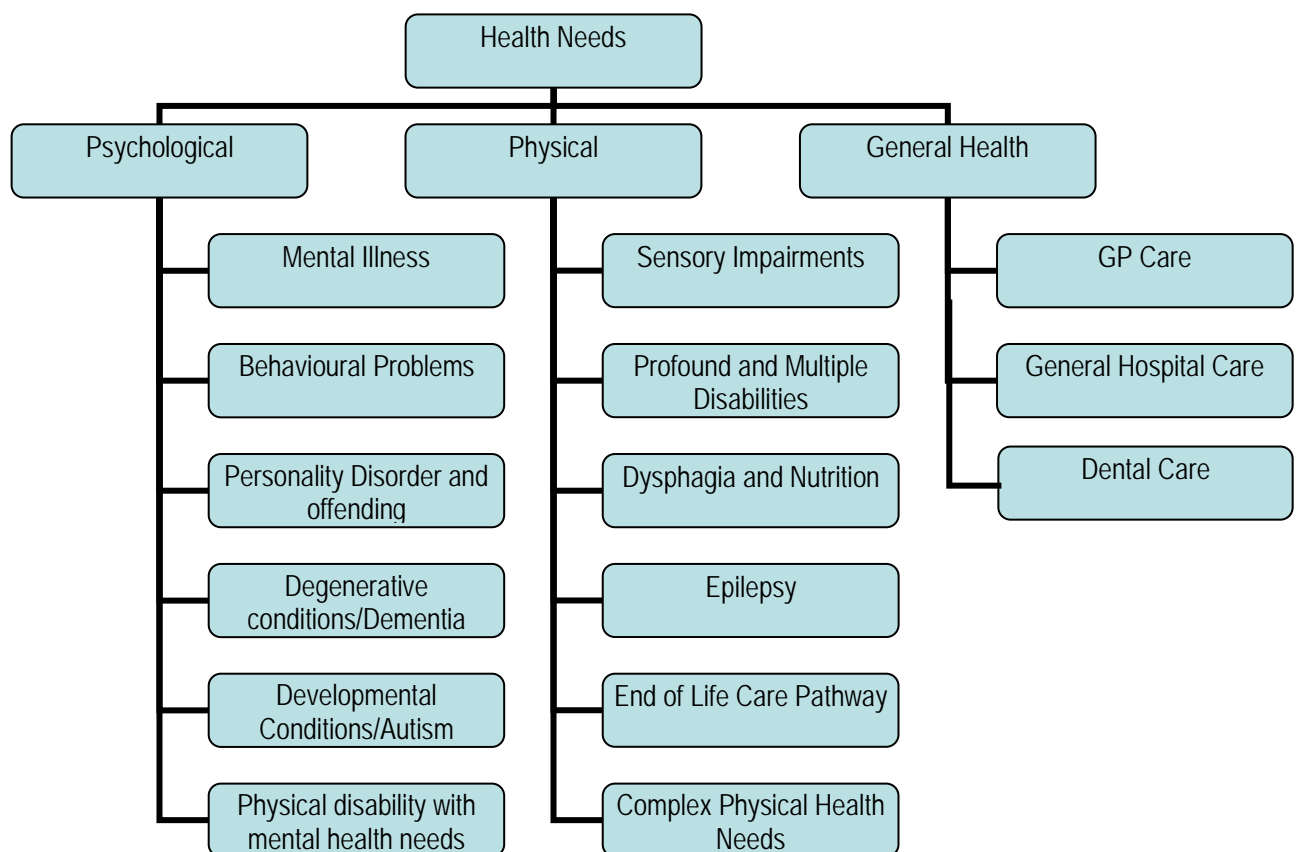 Health Needs
Psychological
Physical
General Health
Mental Illness
Sensory Impairments
GP Care
Behavioural Problems
Profound and Multiple
Disabilities
General Hospital Care
Personality Disorder and
offending
Dysphagia and Nutrition
Dental Care
Degenerative
conditions/Dementia
Epilepsy
Developmental
Conditions/Autism
End of Life Care Pathway
Physical disability with
mental health needs
Complex Physical Health
Needs